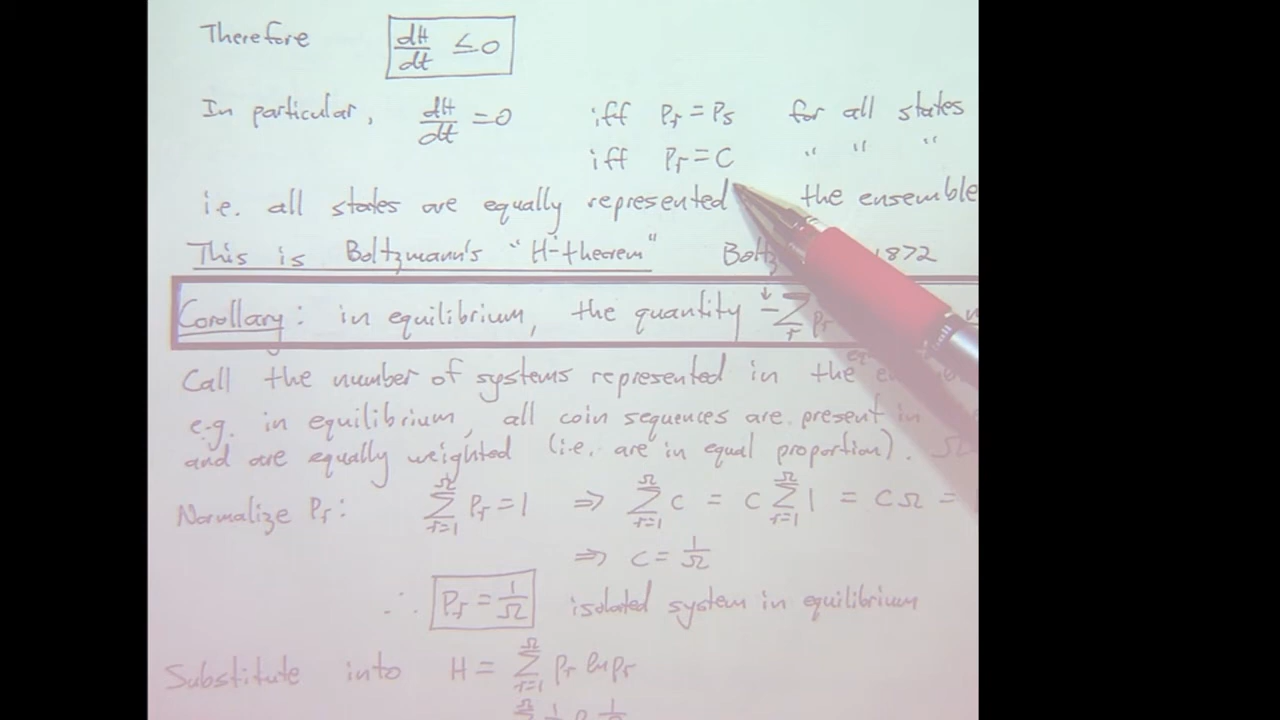 Therefore dH/dt ≤ 0
In particular, dH/dt = 0 iff Pr = Ps for all states
iff Pr = C " " "
i.e. all states are equally represented the ensemble
This is Boltzmann's "H-theorem" 1872
Corollary: in equilibrium, the quantity -∑r Pr
Call the number of systems represented in the
e.g. in equilibrium, all coin sequences are present in
and are equally weighted (i.e. are in equal proportion). Ω
Normalize Pr: ∑_{r=1}^{Ω} Pr = 1 ⇒ ∑_{r=1}^{Ω} C = C ∑_{r=1}^{Ω} 1 = CΩ =
⇒ C = 1/Ω
∴ Pr = 1/Ω isolated system in equilibrium
Substitute into H = ∑_{r=1}^{Ω} Pr ln Pr